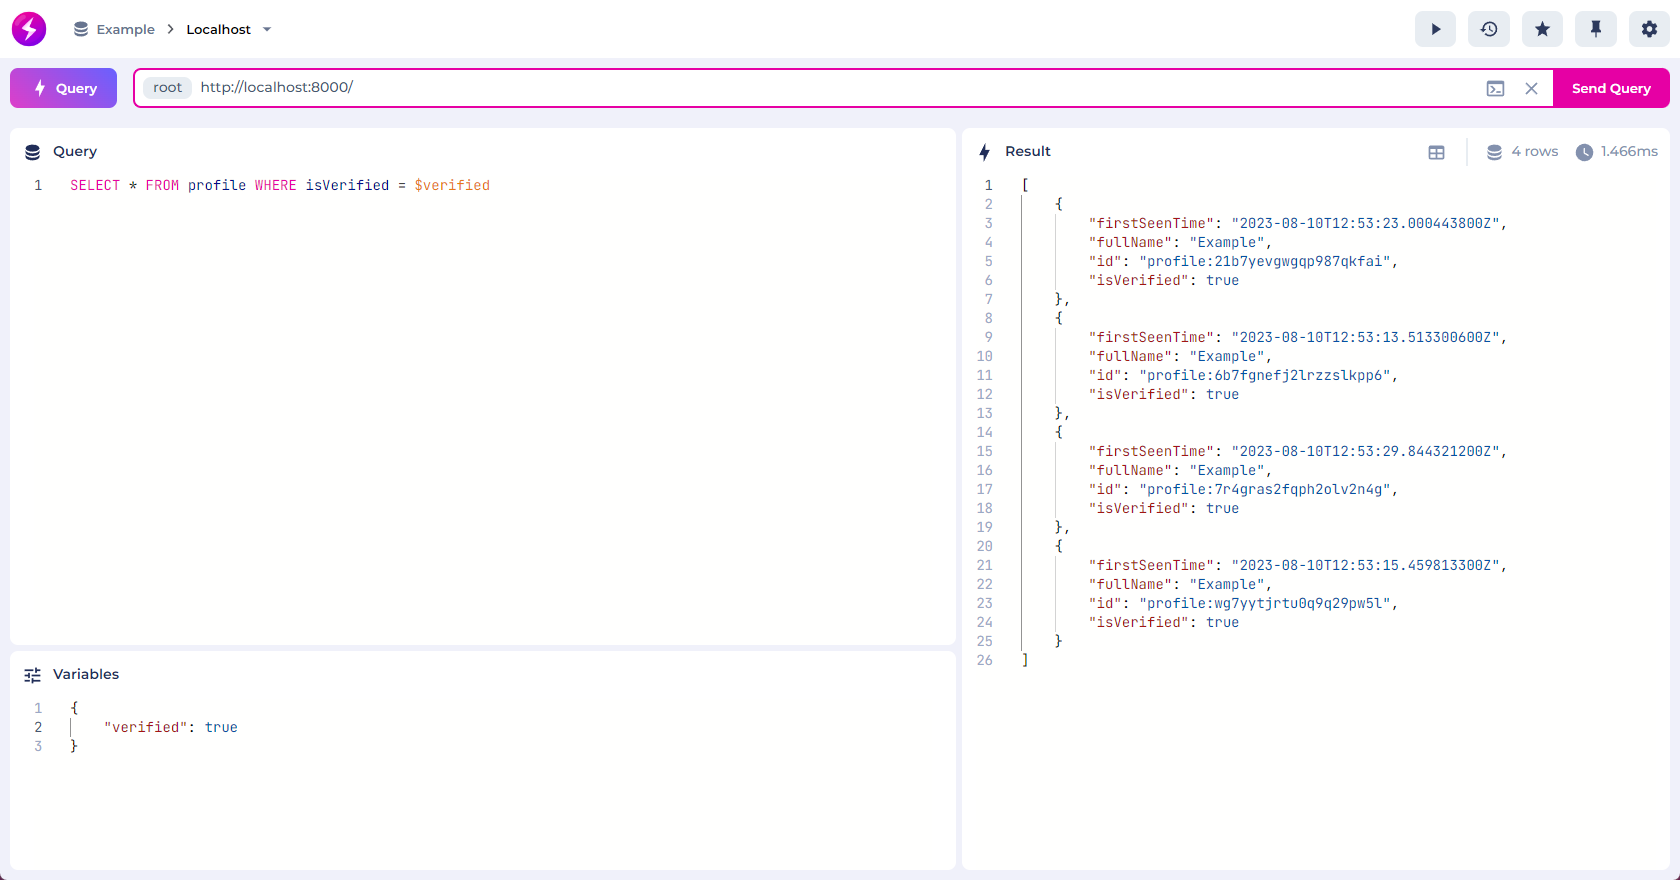 Example > Localhost
Query
root http://localhost:8000/
Send Query
Query
1 SELECT * FROM profile WHERE isVerified = $verified
Variables
1 {
2     "verified": true
3 }
Result
4 rows
1.466ms
1 [
2     {
3         "firstSeenTime": "2023-08-10T12:53:23.000443800Z",
4         "fullName": "Example",
5         "id": "profile:21b7yevgwgqp987qkfai",
6         "isVerified": true
7     },
8     {
9         "firstSeenTime": "2023-08-10T12:53:13.513300600Z",
10         "fullName": "Example",
11         "id": "profile:6b7fgnefj2lrzzslkpp6",
12         "isVerified": true
13     },
14     {
15         "firstSeenTime": "2023-08-10T12:53:29.844321200Z",
16         "fullName": "Example",
17         "id": "profile:7r4gras2fqph2olv2n4g",
18         "isVerified": true
19     },
20     {
21         "firstSeenTime": "2023-08-10T12:53:15.459813300Z",
22         "fullName": "Example",
23         "id": "profile:wg7yytjrtu0q9q29pw5l",
24         "isVerified": true
25     }
26 ]